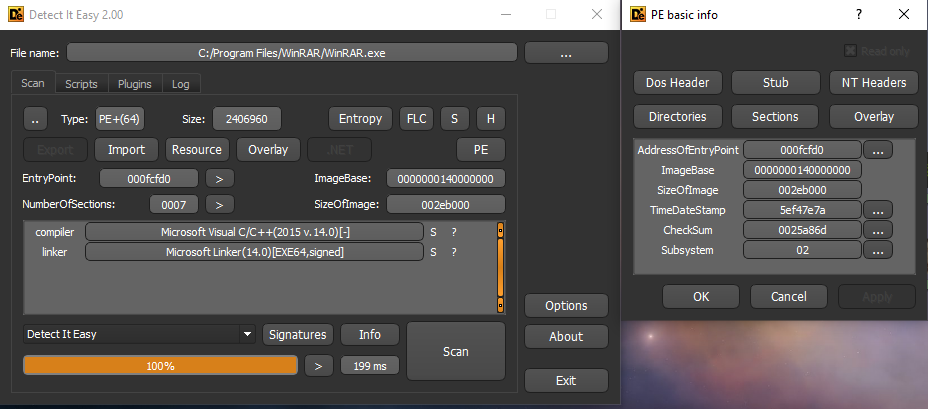 Detect It Easy 2.00
File name: C:/Program Files/WinRAR/WinRAR.exe ...
Scan Scripts Plugins Log
.. Type: PE+(64) Size: 2406960 Entropy FLC S H
Export Import Resource Overlay .NET PE
EntryPoint: 000fcfd0 > ImageBase: 0000000140000000
NumberOfSections: 0007 > SizeOfImage: 002eb000
compiler Microsoft Visual C/C++(2015 v.14.0)[-] S ?
linker Microsoft Linker(14.0)[EXE64,signed] S ?
Options
Detect It Easy Signatures Info Scan About
100% > 199 ms
Exit
PE basic info ?
Read only
Dos Header Stub NT Headers
Directories Sections Overlay
AddressOfEntryPoint 000fcfd0 ...
ImageBase 0000000140000000
SizeOfImage 002eb000
TimeDateStamp 5ef47e7a ...
CheckSum 0025a86d ...
Subsystem 02 ...
OK Cancel Apply